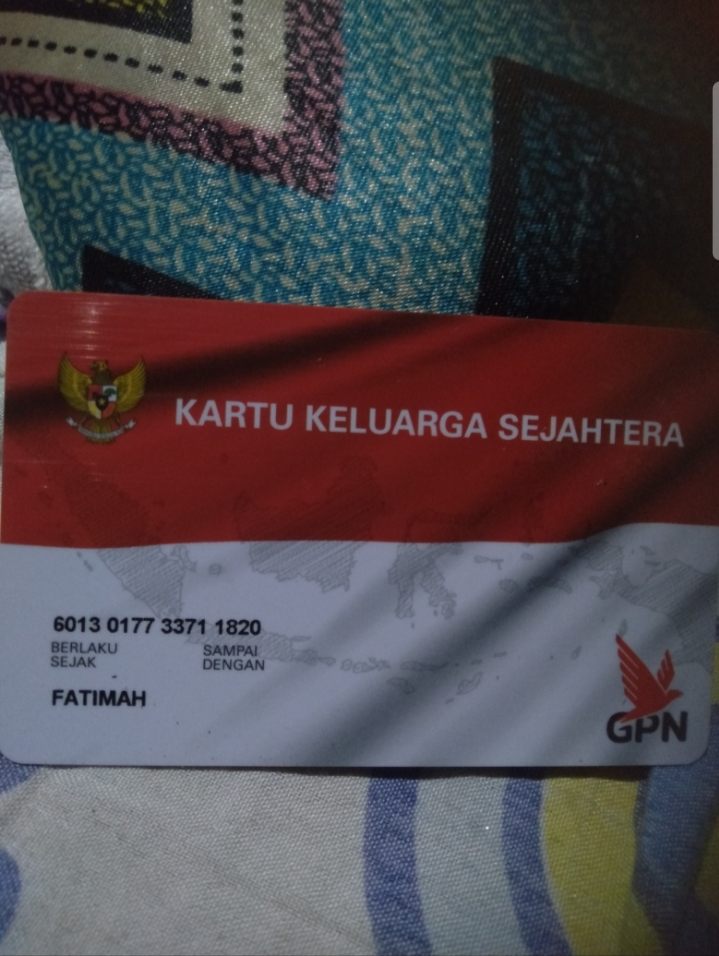 KARTU KELUARGA SEJAHTERA
6013 0177 3371 1820
BERLAKU SEJAK
SAMPAI DENGAN
FATIMAH
GPN